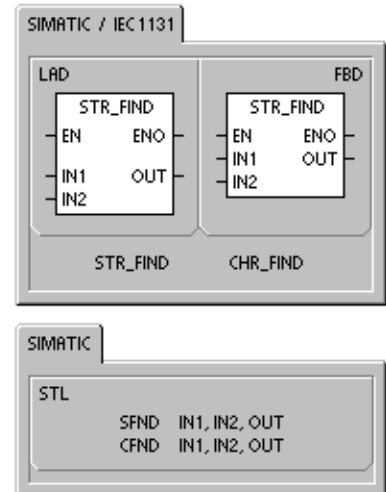 SIMATIC / IEC 1131
LAD FBD
STR_FIND STR_FIND
EN ENO EN ENO
IN1 OUT IN1 OUT
IN2 IN2
STR_FIND CHR_FIND
SIMATIC
STL
SFND IN1, IN2, OUT
CFND IN1, IN2, OUT